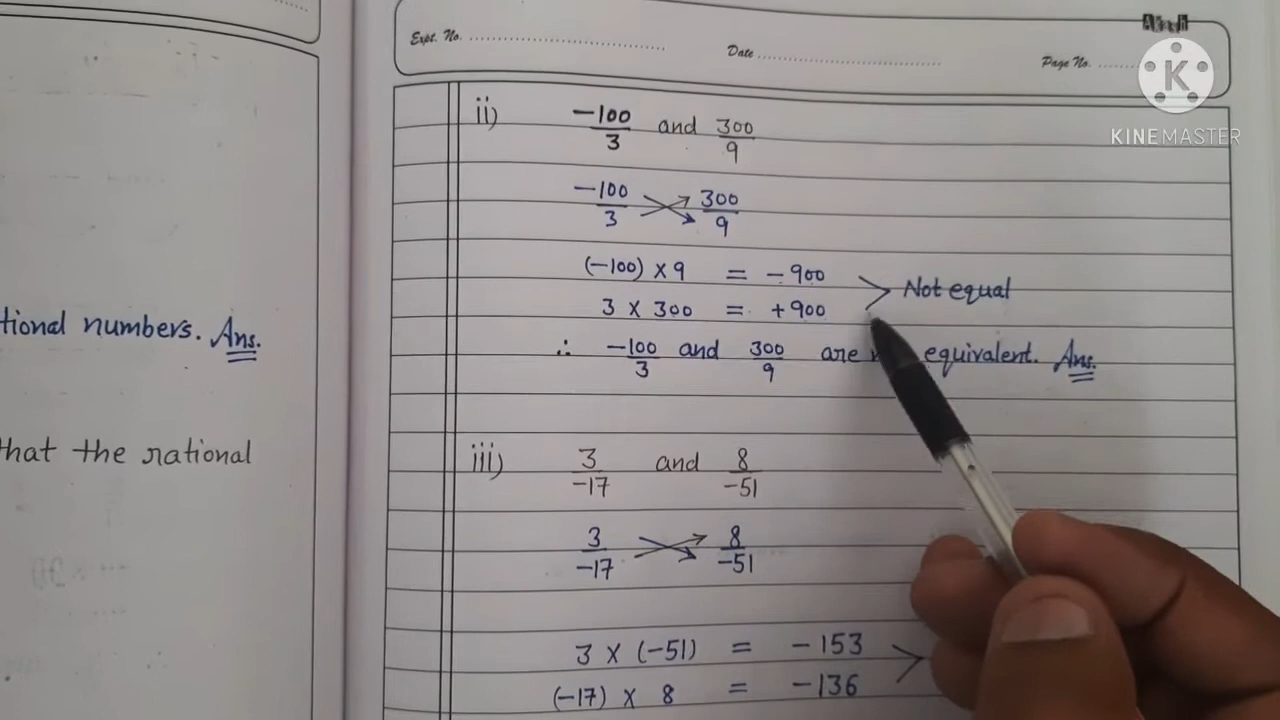 Expt. No.
Date
Page No.
K
KINEMASTER
tional numbers. Ans.
that the rational
ii) -100/3 and 300/9
-100/3 300/9
(-100) × 9 = -900
3 × 300 = +900
> Not equal
∴ -100/3 and 300/9 are equivalent. Ans.
iii) 3/-17 and 8/-51
3/-17 8/-51
3 × (-51) = -153
(-17) × 8 = -136